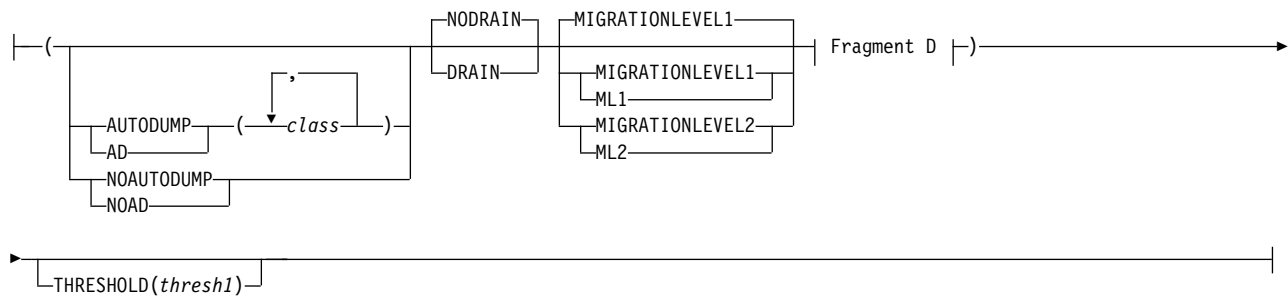 NODRAIN MIGRATIONLEVEL1
( DRAIN MIGRATIONLEVEL1 Fragment D )
, ML1
AUTODUMP ( class ) MIGRATIONLEVEL2
AD ML2
NOAUTODUMP
NOAD
THRESHOLD(thresh1)